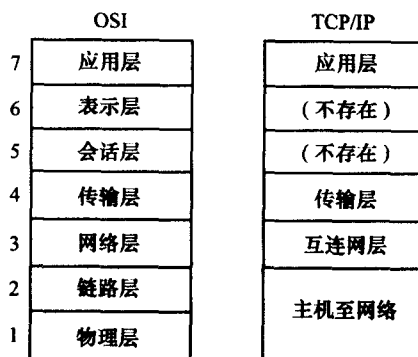 OSI TCP/IP
7 应用层 应用层
6 表示层 (不存在)
5 会话层 (不存在)
4 传输层 传输层
3 网络层 互连网层
2 链路层 主机至网络
1 物理层